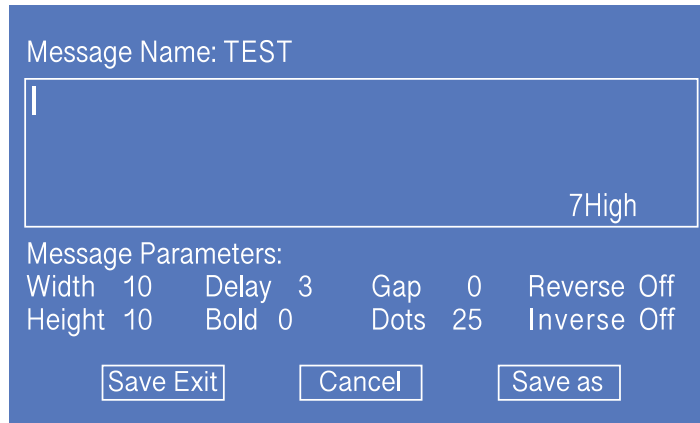 Message Name: TEST
7High
Message Parameters:
Width 10 Delay 3 Gap 0 Reverse Off
Height 10 Bold 0 Dots 25 Inverse Off
Save Exit Cancel Save as